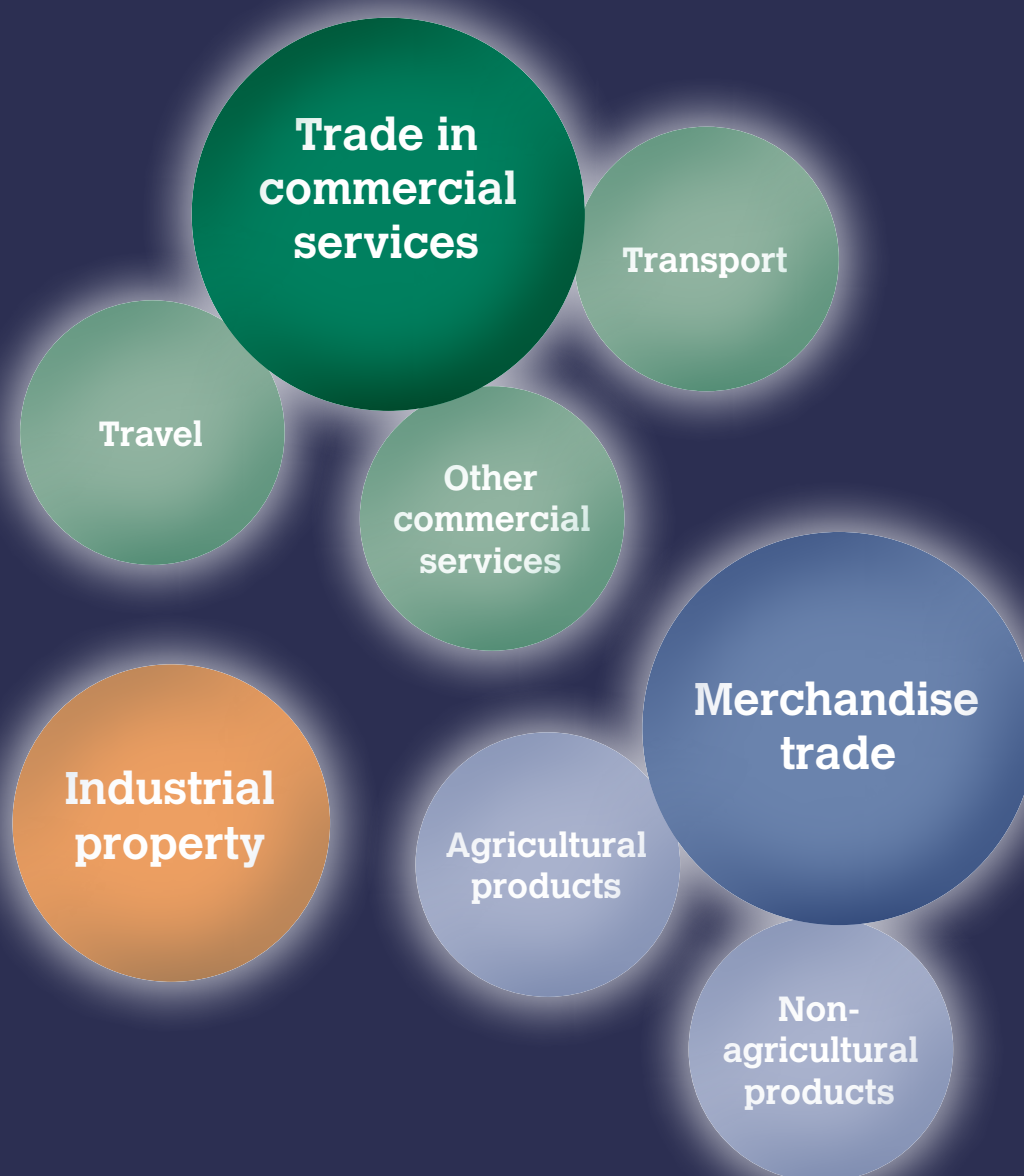 Trade in
commercial
services
Transport
Travel
Other
commercial
services
Merchandise
trade
Industrial
property
Agricultural
products
Non-
agricultural
products